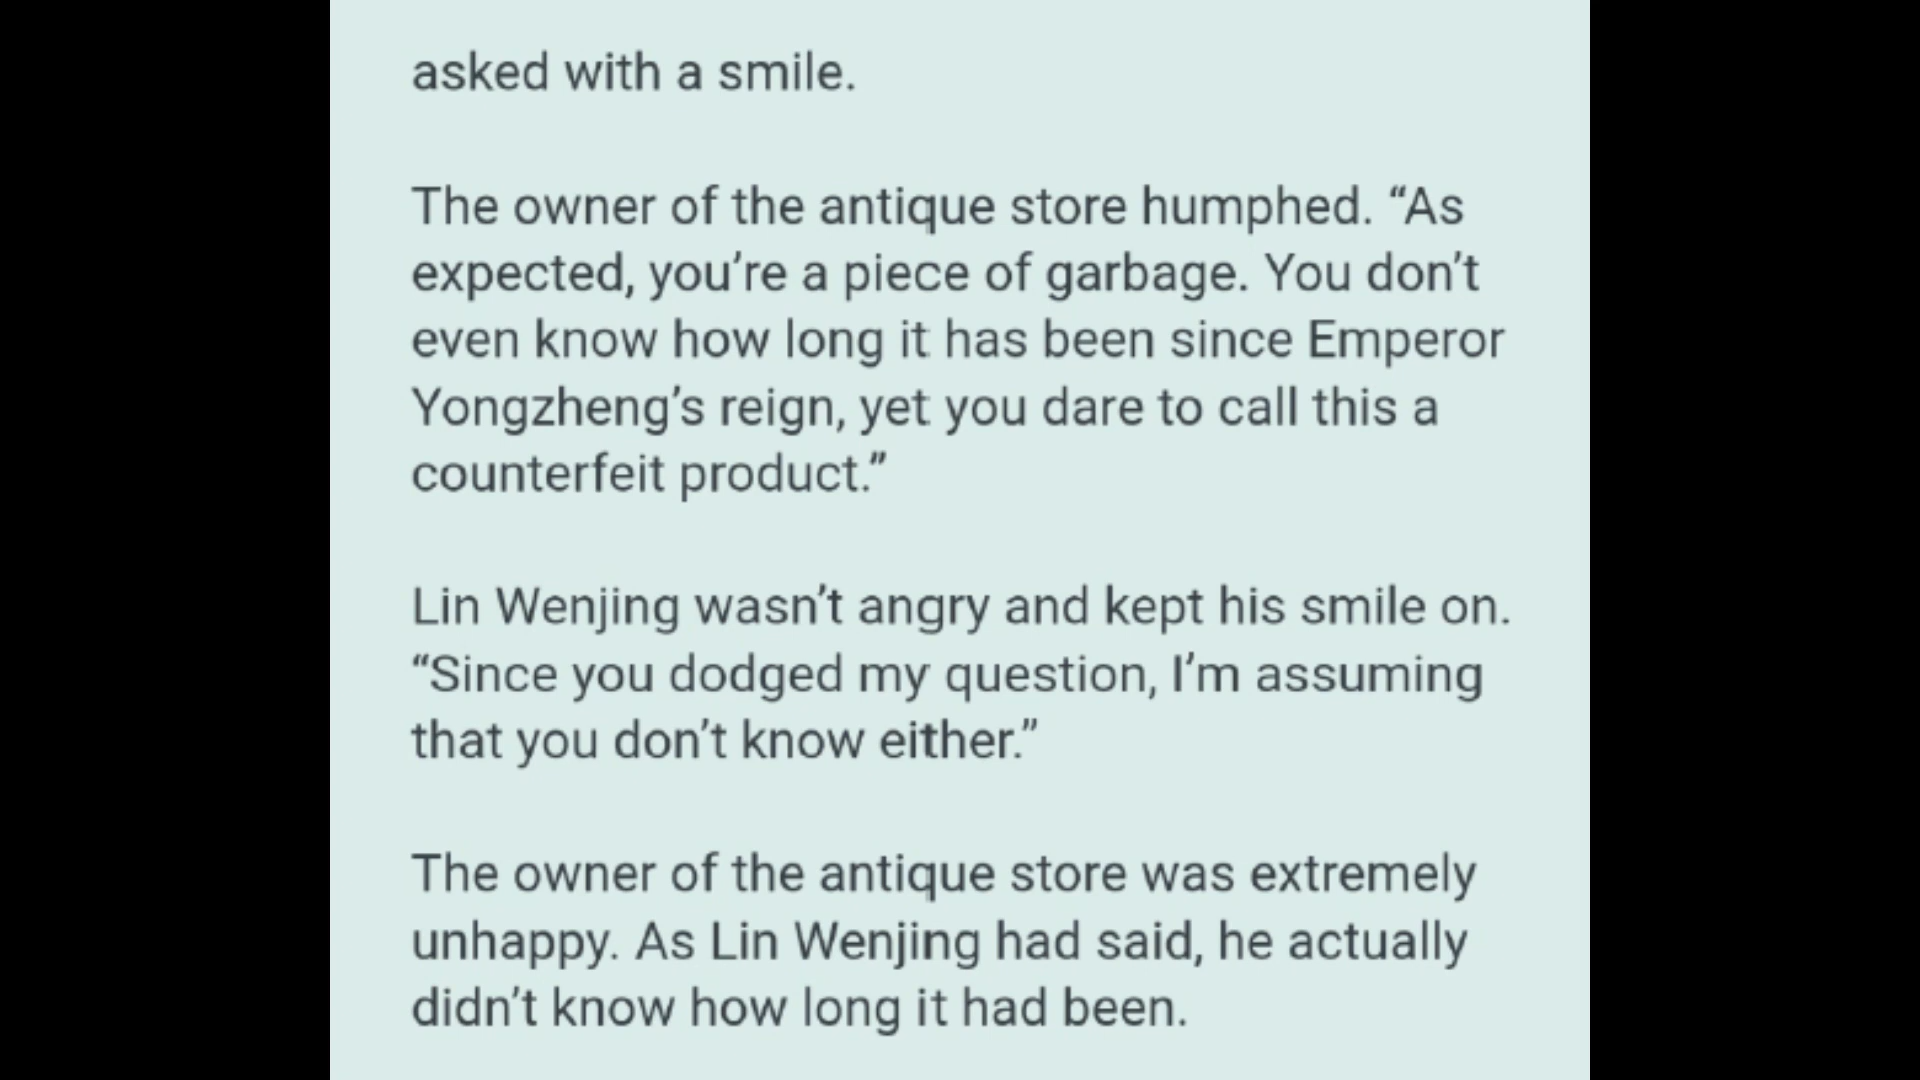 asked with a smile.
The owner of the antique store humphed. “As
expected, you’re a piece of garbage. You don’t
even know how long it has been since Emperor
Yongzheng’s reign, yet you dare to call this a
counterfeit product.”
Lin Wenjing wasn’t angry and kept his smile on.
“Since you dodged my question, I’m assuming
that you don’t know either.”
The owner of the antique store was extremely
unhappy. As Lin Wenjing had said, he actually
didn’t know how long it had been.